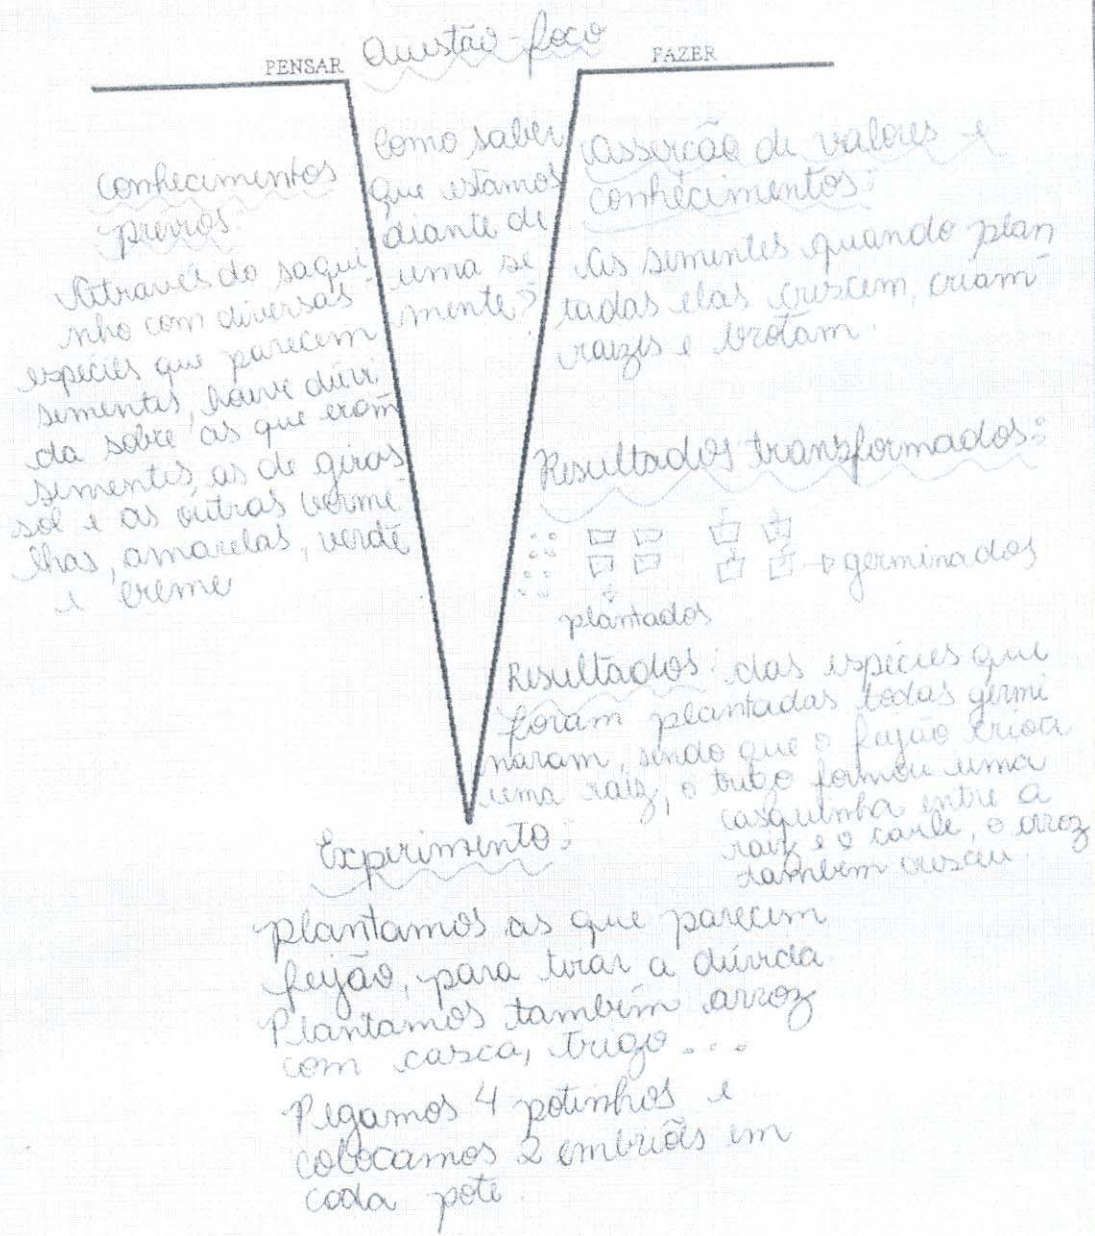 Questão-foco
PENSAR
FAZER
Como saber
que estamos
diante de
uma se
mente?
conhecimentos
prévios:
Através do saqui
nho com diversas
espécies que parecem
sementes, houve dúvi
da sobre as que eram
sementes, as de giras
sol e as outras verme
lhas, amarelas, verde
e creme
Asserção de valores e
conhecimentos:
As sementes quando plan
tadas elas crescem, criam
raizes e brotam.
Resultados transformados:
germinados
plantados
Resultados: das espécies que
foram plantadas todas germi
naram, sendo que o feijão criou
uma raiz, o trigo formou uma
casquinha entre a
raiz e o caule, o arroz
também cresceu.
Experimento:
plantamos as que parecem
feijão, para tirar a dúvida
Plantamos também arroz
com casca, trigo...
Pegamos 4 potinhos e
colocamos 2 embriões em
cada pote.